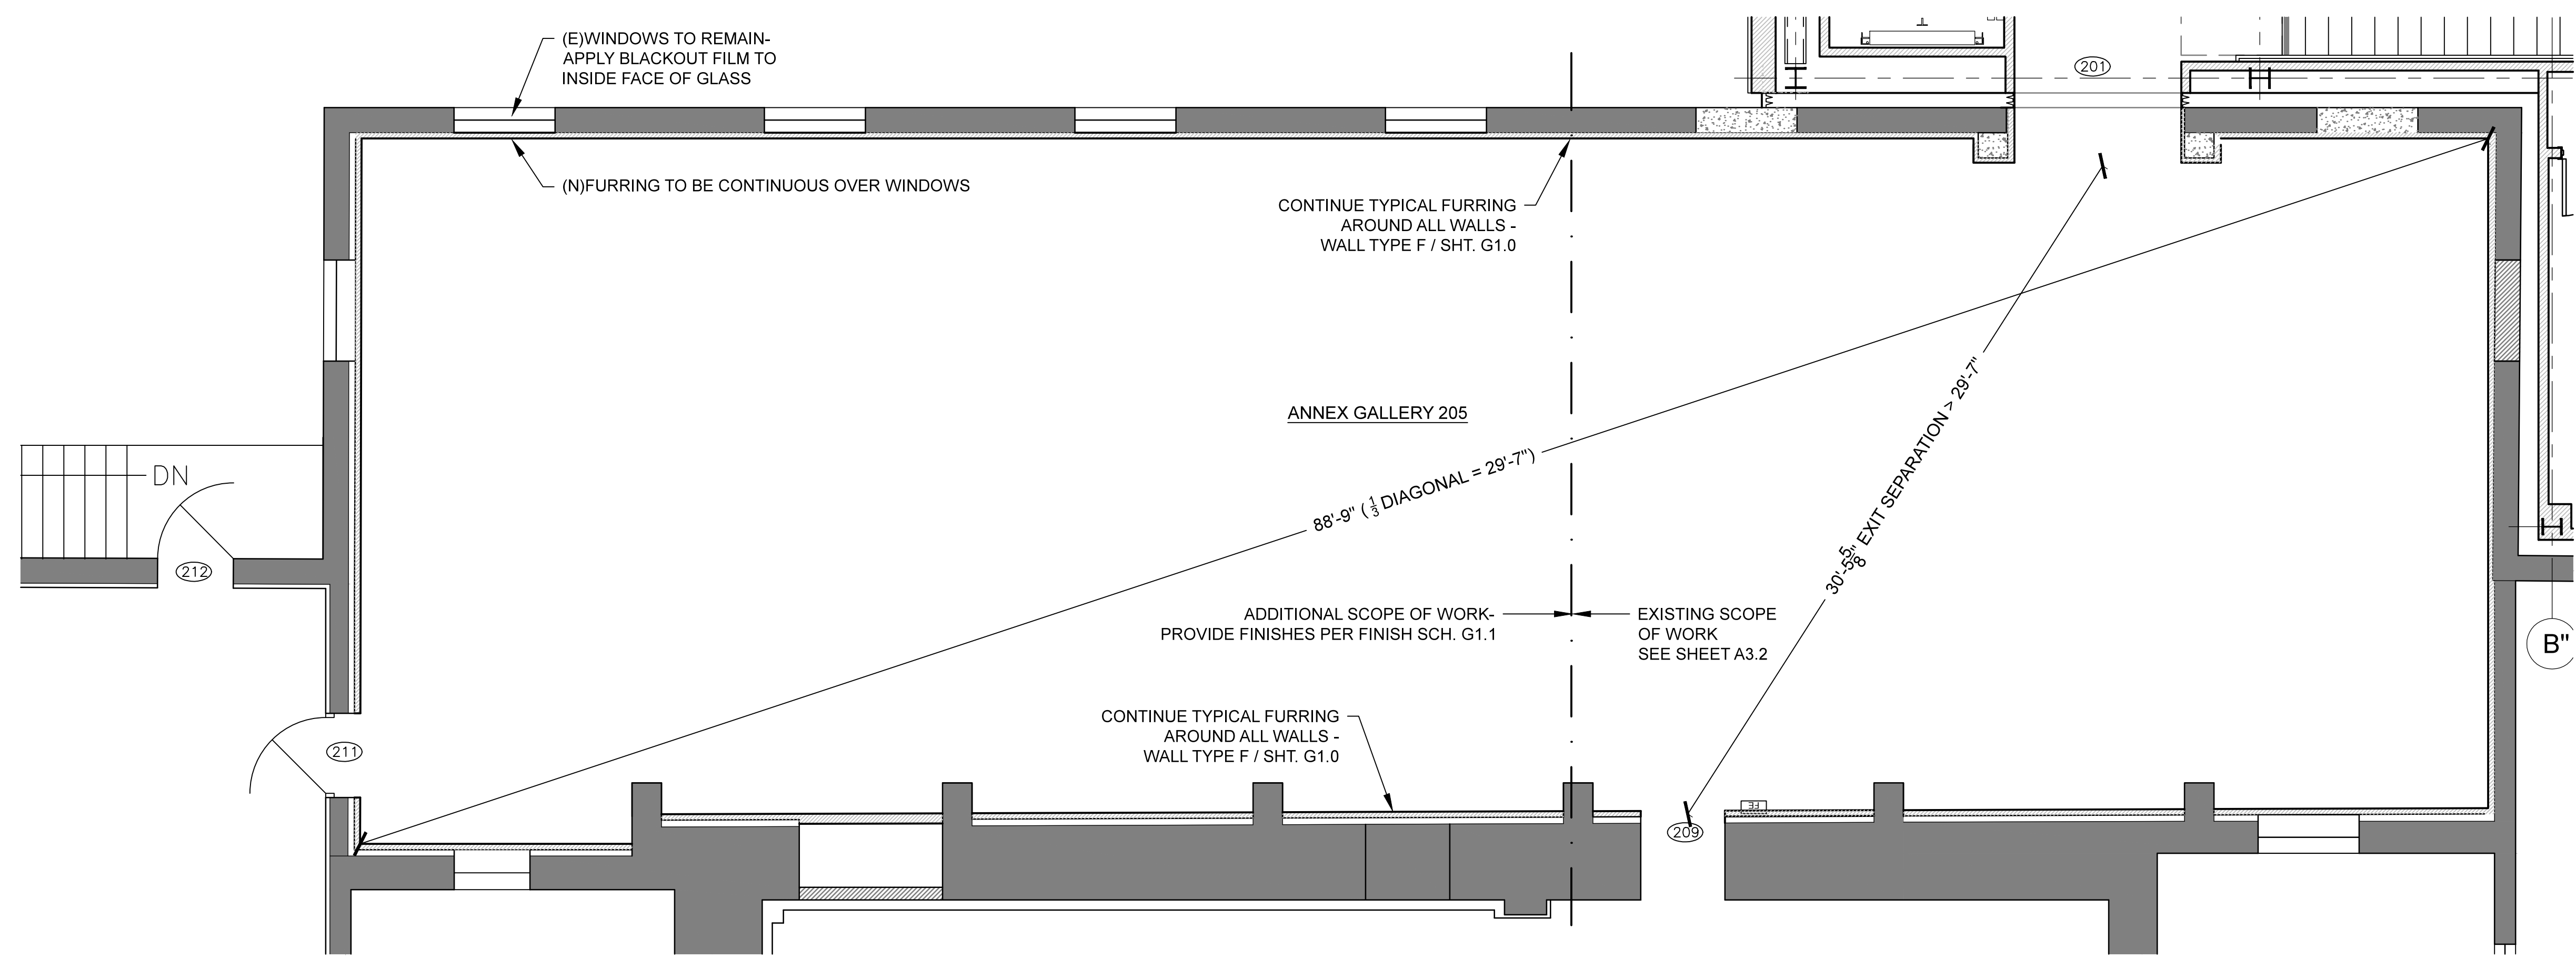 (E)WINDOWS TO REMAIN-
APPLY BLACKOUT FILM TO
INSIDE FACE OF GLASS
201
(N)FURRING TO BE CONTINUOUS OVER WINDOWS
CONTINUE TYPICAL FURRING
AROUND ALL WALLS -
WALL TYPE F / SHT. G1.0
ANNEX GALLERY 205
88'-9" ( 1/3 DIAGONAL = 29'-7")
30'-5 5/8" EXIT SEPARATION > 29'-7"
DN
212
ADDITIONAL SCOPE OF WORK-
PROVIDE FINISHES PER FINISH SCH. G1.1
EXISTING SCOPE
OF WORK
SEE SHEET A3.2
B"
CONTINUE TYPICAL FURRING
AROUND ALL WALLS -
WALL TYPE F / SHT. G1.0
211
FE
209